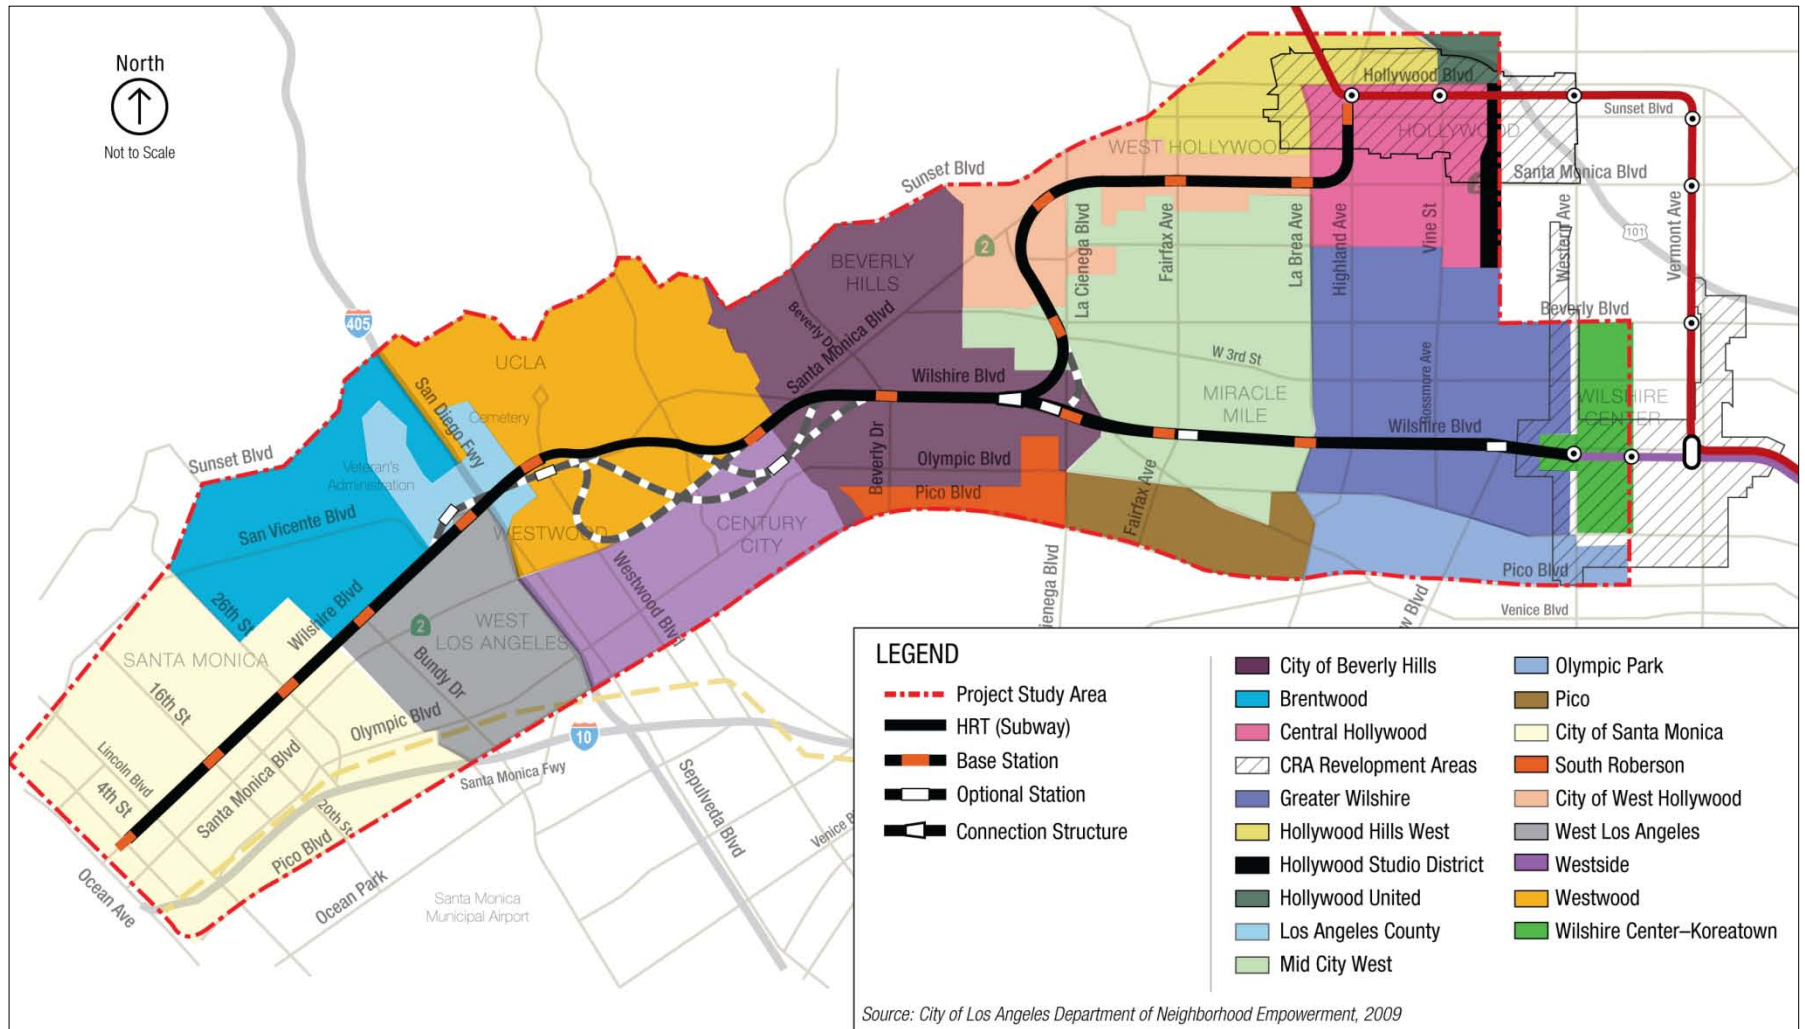 North
Not to Scale
Hollywood Blvd
Sunset Blvd
HOLLYWOOD
WEST HOLLYWOOD
Santa Monica Blvd
Sunset Blvd
2
La Cienega Blvd
Fairfax Ave
La Brea Ave
Highland Ave
Vine St
Western Ave
Vermont Ave
101
BEVERLY
HILLS
Beverly Dr
Santa Monica Blvd
Beverly Blvd
405
UCLA
W 3rd St
Wilshire Blvd
MIRACLE
MILE
Rossmore Ave
WILSHIRE
CENTER
San Diego Fwy
Cemetery
Wilshire Blvd
Beverly Dr
Olympic Blvd
Sunset Blvd
Veteran's
Administration
Pico Blvd
Fairfax Ave
San Vicente Blvd
WESTWOOD
CENTURY
CITY
Pico Blvd
Venice Blvd
ienega Blvd
w Blvd
Westwood Blvd
26th St
Wilshire Blvd
2
WEST
LOS ANGELES
SANTA MONICA
Bundy Dr
16th St
Olympic Blvd
10
Lincoln Blvd
4th St
Santa Monica Blvd
Santa Monica Fwy
20th St
Pico Blvd
Sepulveda Blvd
Venice B
Ocean Ave
Ocean Park
Santa Monica
Municipal Airport
LEGEND
Project Study Area
HRT (Subway)
Base Station
Optional Station
Connection Structure
City of Beverly Hills
Brentwood
Central Hollywood
CRA Revelopment Areas
Greater Wilshire
Hollywood Hills West
Hollywood Studio District
Hollywood United
Los Angeles County
Mid City West
Olympic Park
Pico
City of Santa Monica
South Roberson
City of West Hollywood
West Los Angeles
Westside
Westwood
Wilshire Center–Koreatown
Source: City of Los Angeles Department of Neighborhood Empowerment, 2009